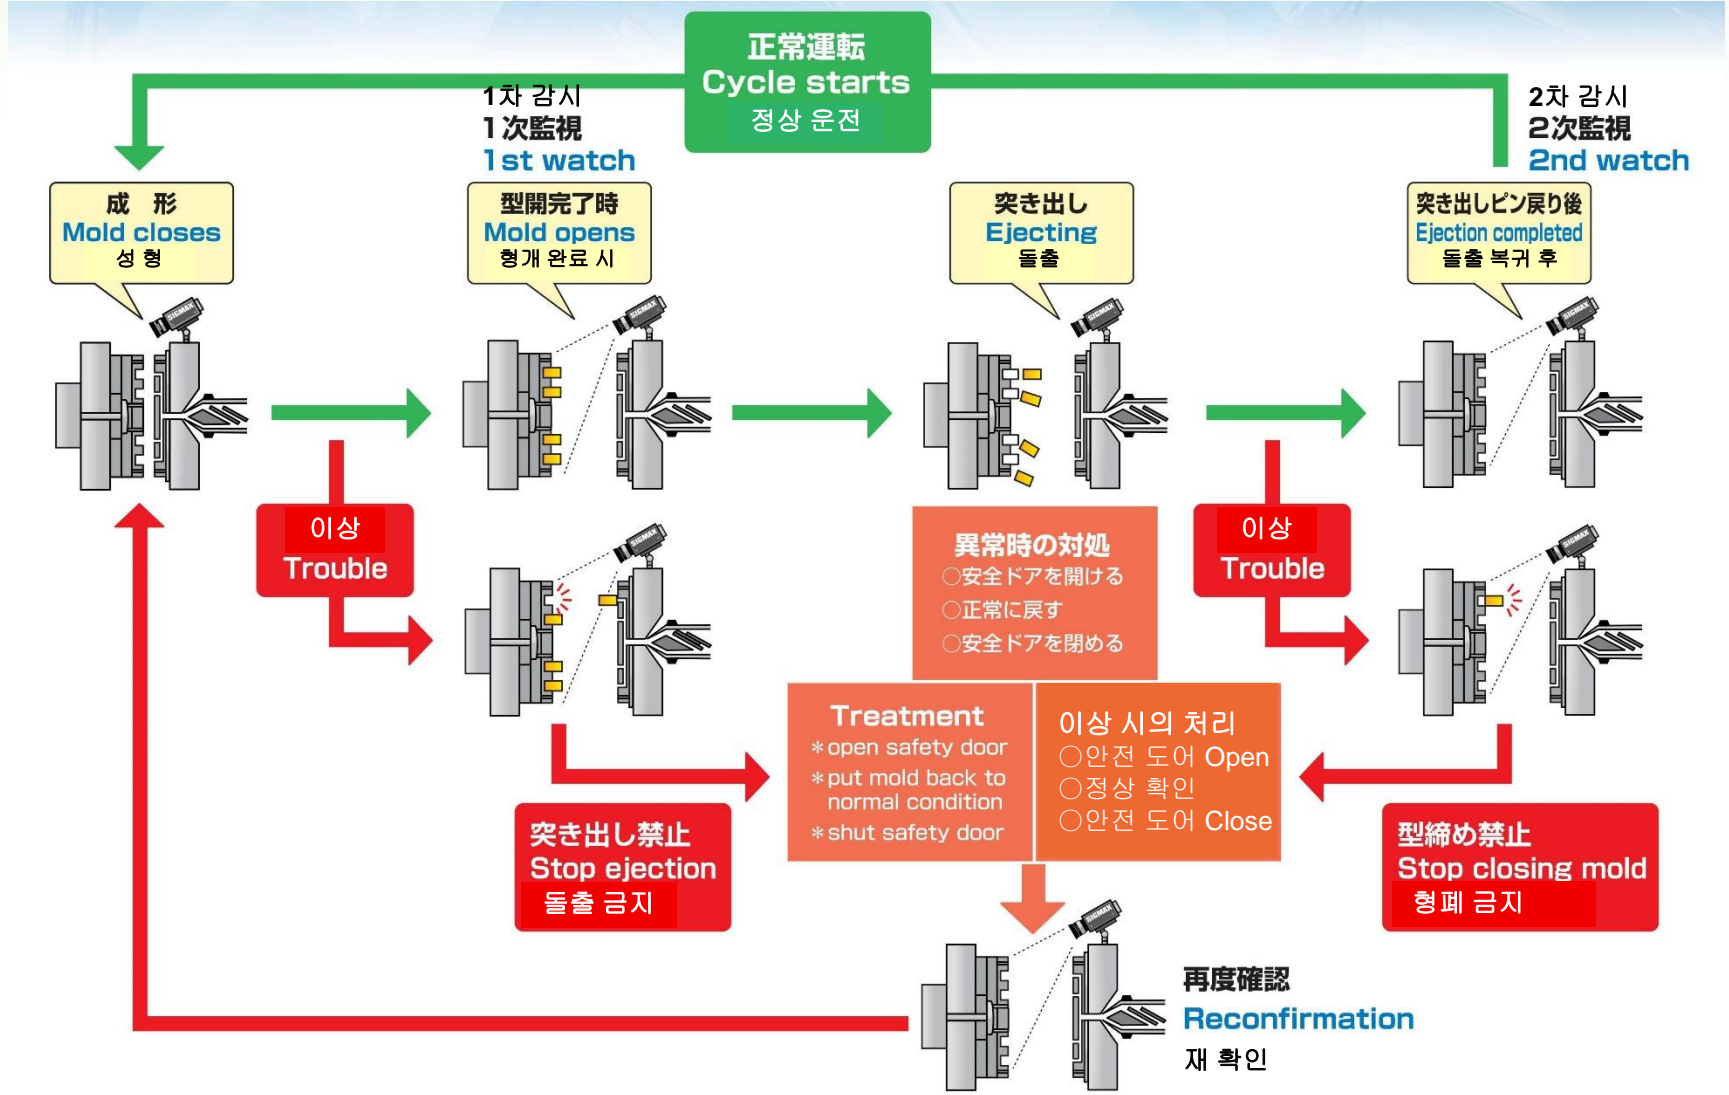 正常運転
Cycle starts
정상 운전
1차 감시
1次監視
1st watch
2차 감시
2次監視
2nd watch
成 形
Mold closes
성 형
型開完了時
Mold opens
형개 완료 시
突き出し
Ejecting
돌출
突き出しピン戻り後
Ejection completed
돌출 복귀 후
SIGMAX
SIGMAX
SIGMAX
SIGMAX
이상
Trouble
SIGMAX
異常時の対処
○安全ドアを開ける
○正常に戻す
○安全ドアを閉める
이상
Trouble
SIGMAX
Treatment
*open safety door
*put mold back to
normal condition
*shut safety door
이상 시의 처리
○안전 도어 Open
○정상 확인
○안전 도어 Close
突き出し禁止
Stop ejection
돌출 금지
型締め禁止
Stop closing mold
형폐 금지
SIGMAX
再度確認
Reconfirmation
재 확인